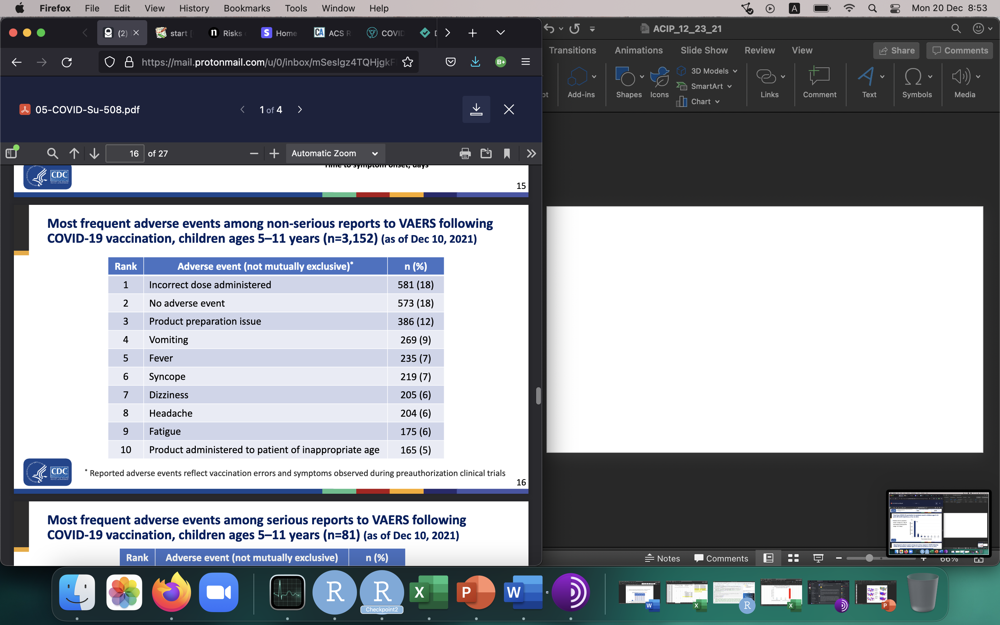 Firefox File Edit View History Bookmarks Tools Window Help
A
Mon 20 Dec 8:53
(2)
start
Risks
Home
ACS R
COVID
ACIP_12_23_21
Transitions Animations Slide Show Review View
Share
Comments
https://mail.protonmail.com/u/0/inbox/mSeslgz4TQHjgkF
B+
Add-ins
Shapes
Icons
3D Models
SmartArt
Chart
Links
Comment
Text
Symbols
Media
05-COVID-Su-508.pdf
1 of 4
16 of 27
Automatic Zoom
Time to symptom onset, days
CDC
15
Most frequent adverse events among non-serious reports to VAERS following
COVID-19 vaccination, children ages 5–11 years (n=3,152) (as of Dec 10, 2021)
Rank Adverse event (not mutually exclusive)* n (%)
1 Incorrect dose administered 581 (18)
2 No adverse event 573 (18)
3 Product preparation issue 386 (12)
4 Vomiting 269 (9)
5 Fever 235 (7)
6 Syncope 219 (7)
7 Dizziness 205 (6)
8 Headache 204 (6)
9 Fatigue 175 (6)
10 Product administered to patient of inappropriate age 165 (5)
CDC
* Reported adverse events reflect vaccination errors and symptoms observed during preauthorization clinical trials
16
Most frequent adverse events among serious reports to VAERS following
COVID-19 vaccination, children ages 5–11 years (n=81) (as of Dec 10, 2021)
Rank Adverse event (not mutually exclusive) n (%)
Notes
Comments
66%
R
R
Checkpoint2
X
P
W
W
X
R
X
P